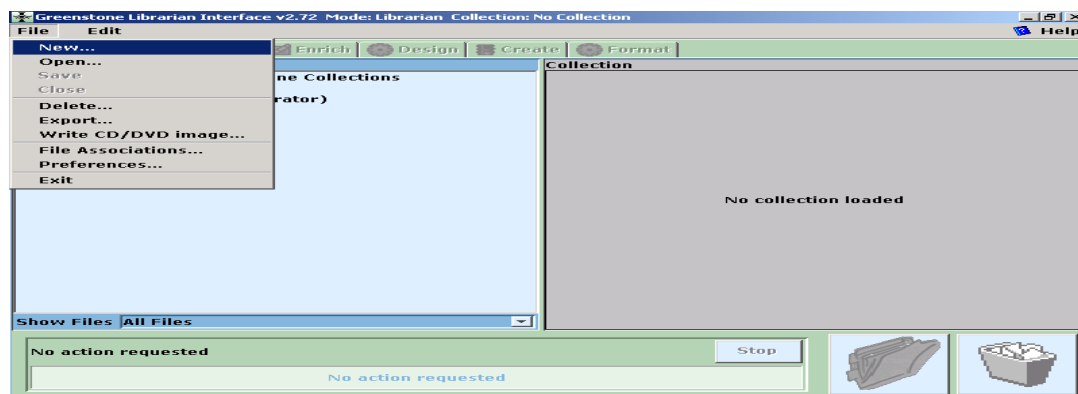 Greenstone Librarian Interface v2.72 Mode: Librarian Collection: No Collection
File Edit Help
New...
Open...
Save
Close
Delete...
Export...
Write CD/DVD image...
File Associations...
Preferences...
Exit
Enrich Design Create Format
ne Collections
rator)
Collection
No collection loaded
Show Files All Files
No action requested
Stop
No action requested